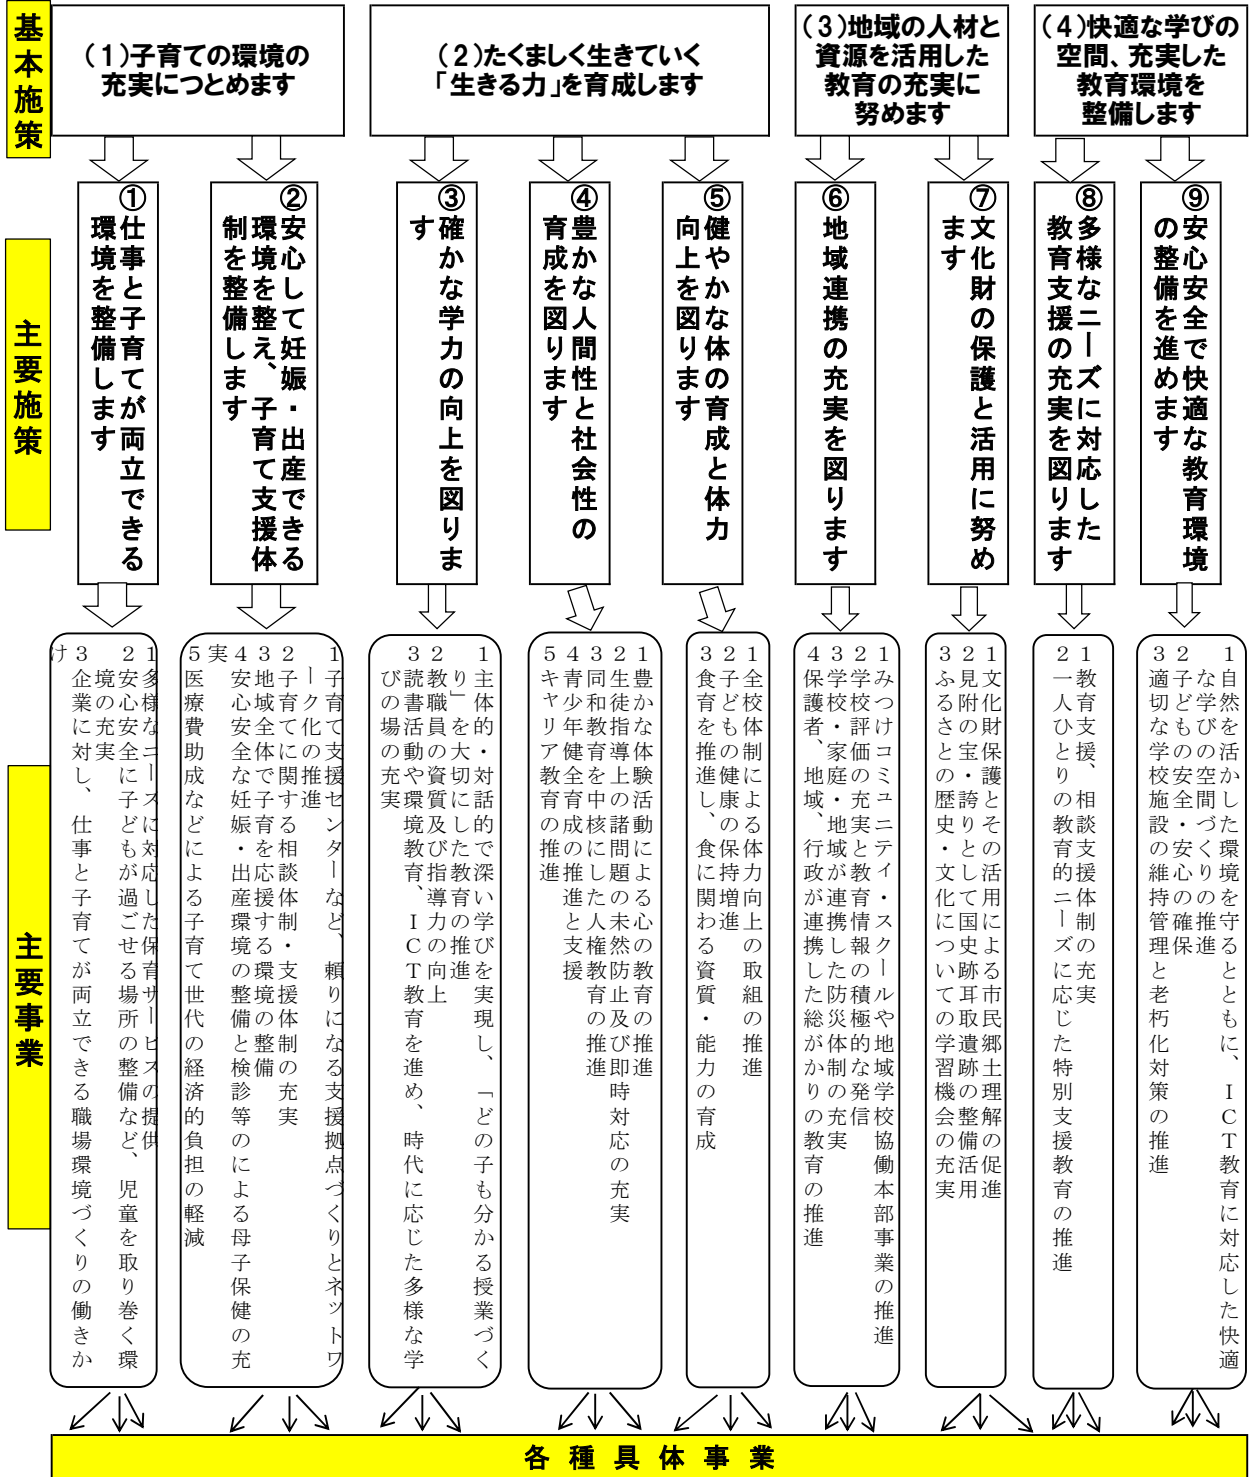 基本施策
(1)子育ての環境の
充実につとめます
(2)たくましく生きていく
「生きる力」を育成します
(3)地域の人材と
資源を活用した
教育の充実に
努めます
(4)快適な学びの
空間、充実した
教育環境を
整備します
主要施策
①
仕事と子育てが両立できる
環境を整備します
②
安心して妊娠・出産できる
環境を整え、子育て支援体
制を整備します
③
確かな学力の向上を図りま
す
④
豊かな人間性と社会性の
育成を図ります
⑤
健やかな体の育成と体力
向上を図ります
⑥
地域連携の充実を図ります
⑦
文化財の保護と活用に努め
ます
⑧
多様なニーズに対応した
教育支援の充実を図ります
⑨
安心安全で快適な教育環境
の整備を進めます
主要事業
1多様なニーズに対応した保育サービスの提供
2安心安全に子どもが過ごせる場所の整備など、児童を取り巻く環
境の充実
3企業に対し、仕事と子育てが両立できる職場環境づくりの働きか
け
1子育て支援センターなど、頼りになる支援拠点づくりとネットワ
ーク化の推進
2子育てに関する相談体制・支援体制の充実
3地域全体で子育を応援する環境の整備
4安心安全な妊娠・出産環境の整備と検診等のによる母子保健の充
実
5医療費助成などによる子育て世代の経済的負担の軽減
1主体的・対話的で深い学びを実現し、「どの子も分かる授業づく
り」を大切にした教育の推進
2教職員の資質及び指導力の向上
3読書活動や環境教育、ICT教育を進め、時代に応じた多様な学
びの場の充実
1豊かな体験活動による心の教育の推進
2生徒指導上の諸問題の未然防止及び即時対応の充実
3同和教育を中核にした人権教育の推進
4青少年健全育成の推進と支援
5キャリア教育の推進
1全校体制による体力向上の取組の推進
2子どもの健康の保持増進
3食育を推進し、食に関わる資質・能力の育成
1みつけコミュニティ・スクールや地域学校協働本部事業の推進
2学校評価の充実と教育情報の積極的な発信
3学校・家庭・地域が連携した防災体制の充実
4保護者、地域、行政が連携した総がかりの教育の推進
1文化財保護とその活用による市民郷土理解の促進
2見附の宝・誇りとして国史跡耳取遺跡の整備活用
3ふるさとの歴史・文化についての学習機会の充実
1教育支援、相談支援体制の充実
2一人ひとりの教育的ニーズに応じた特別支援教育の推進
1自然を活かした環境を守るとともに、ICT教育に対応した快適
な学びの空間づくりの推進
2子どもの安全・安心の確保
3適切な学校施設の維持管理と老朽化対策の推進
各種具体事業